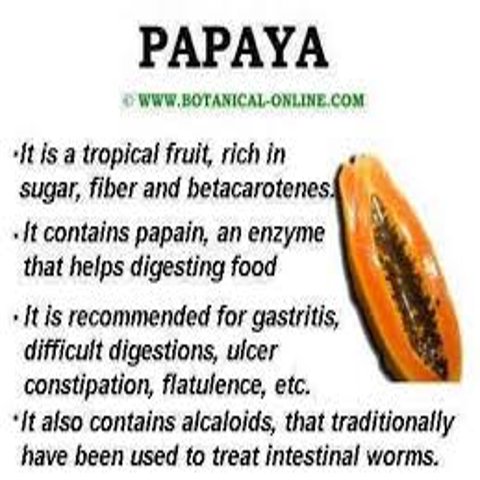 PAPAYA
© WWW.BOTANICAL-ONLINE.COM
·It is a tropical fruit, rich in
sugar, fiber and betacarotenes.
· It contains papain, an enzyme
that helps digesting food
· It is recommended for gastritis,
difficult digestions, ulcer
constipation, flatulence, etc.
·It also contains alcaloids, that traditionally
have been used to treat intestinal worms.